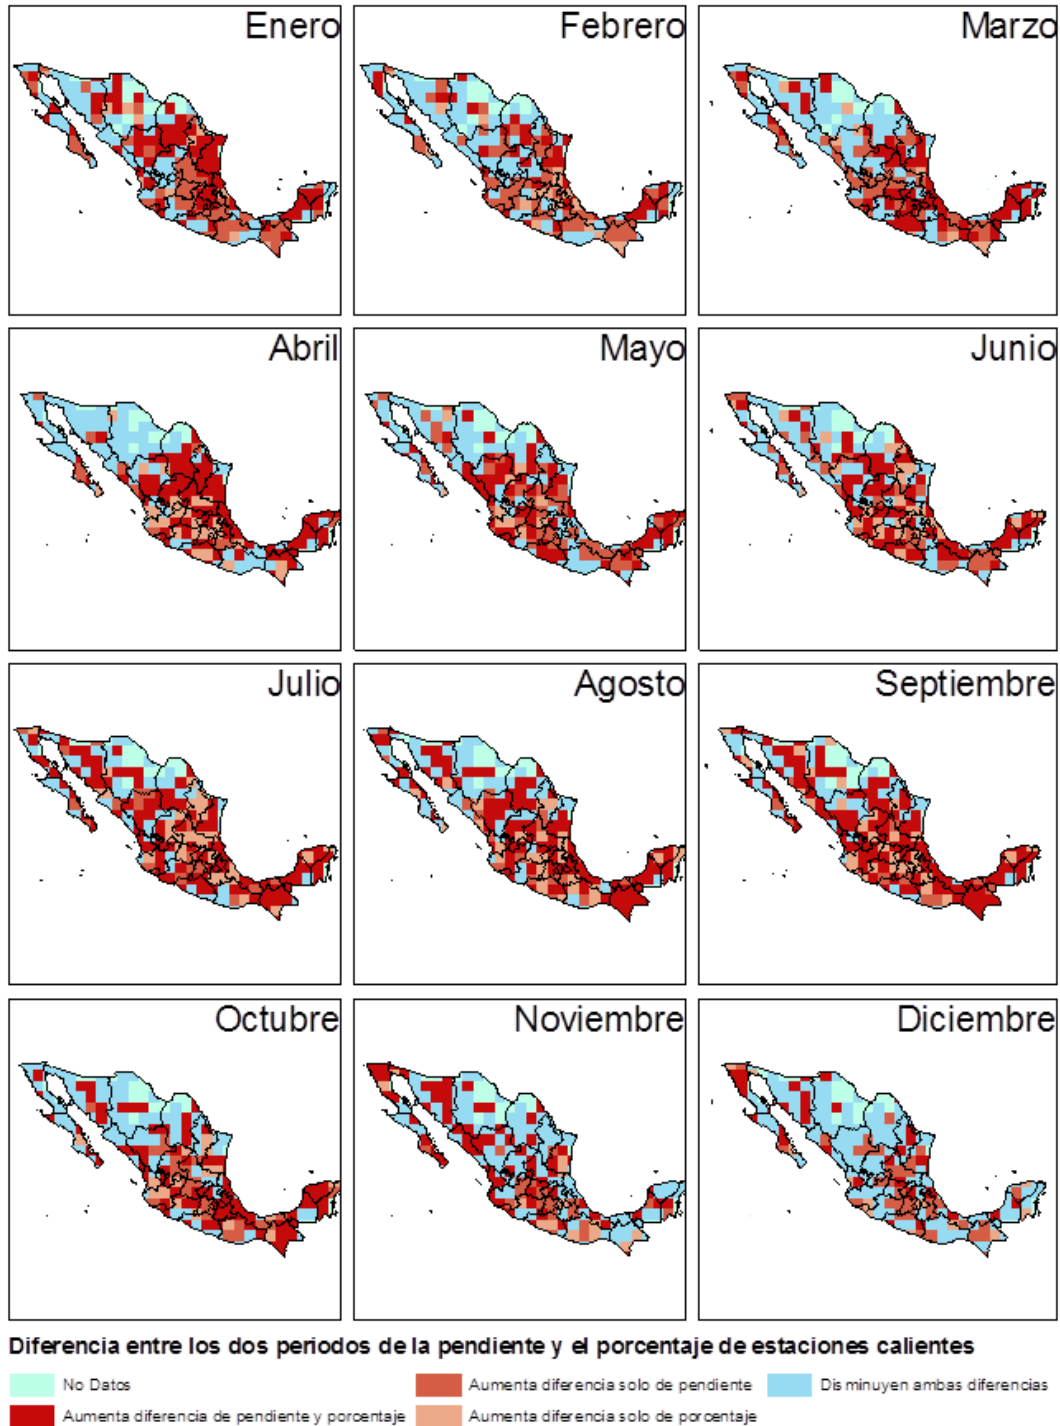 Enero
Febrero
Marzo
Abril
Mayo
Junio
Julio
Agosto
Septiembre
Octubre
Noviembre
Diciembre
Diferencia entre los dos periodos de la pendiente y el porcentaje de estaciones calientes
No Datos
Aumenta diferencia solo de pendiente
Disminuyen ambas diferencias
Aumenta diferencia de pendiente y porcentaje
Aumenta diferencia solo de porcentaje